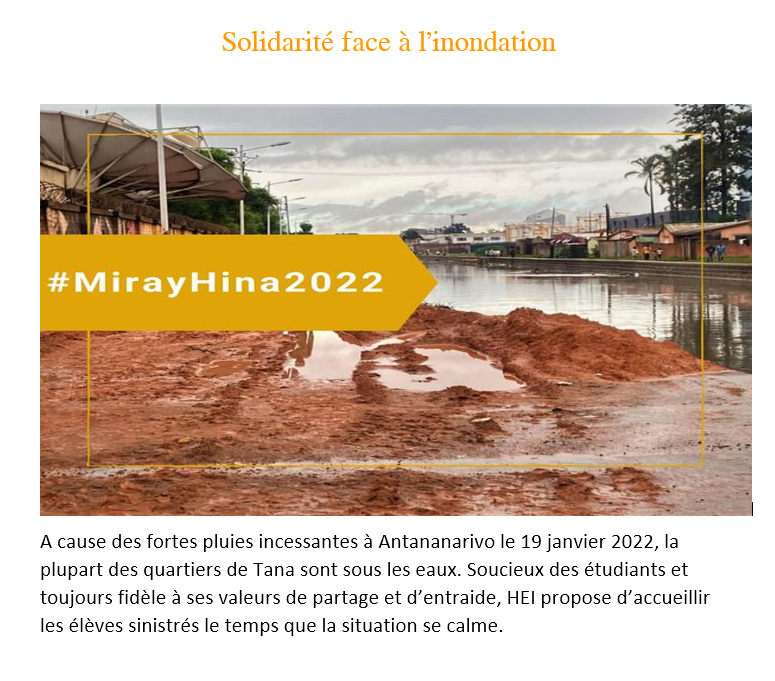 Solidarité face à l’inondation
#MirayHina2022
A cause des fortes pluies incessantes à Antananarivo le 19 janvier 2022, la
plupart des quartiers de Tana sont sous les eaux. Soucieux des étudiants et
toujours fidèle à ses valeurs de partage et d’entraide, HEI propose d’accueillir
les élèves sinistrés le temps que la situation se calme.